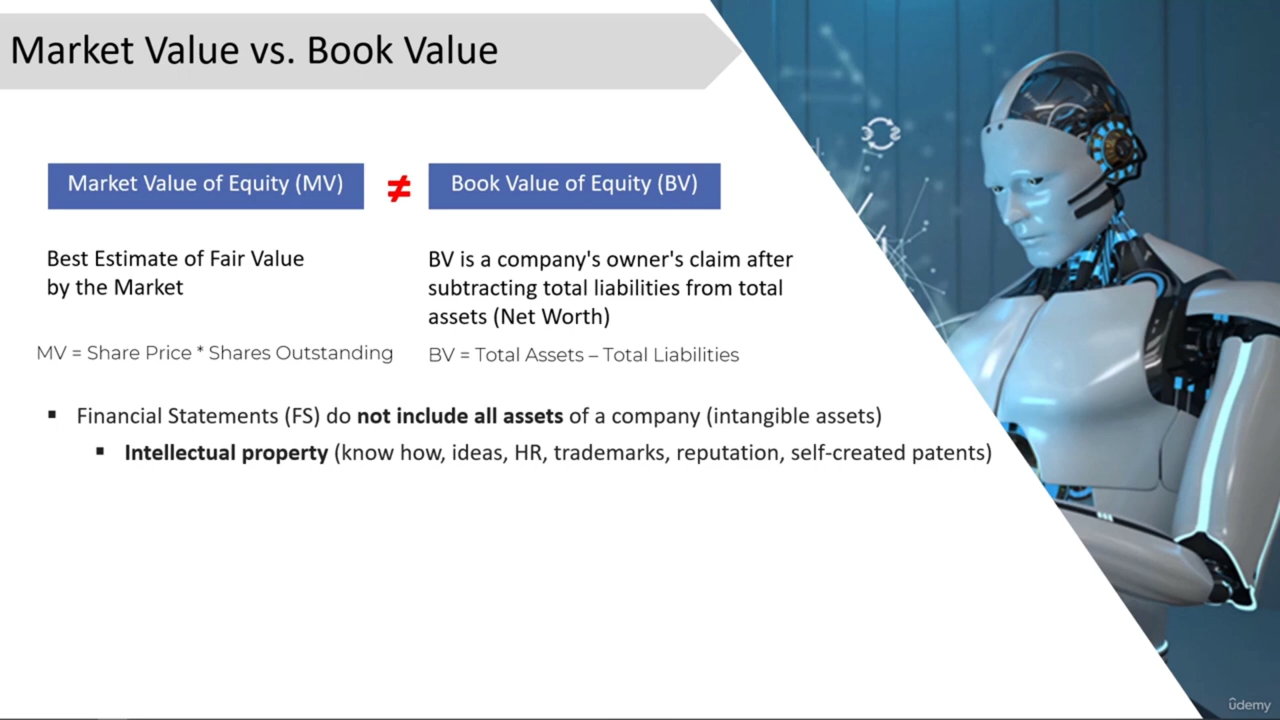 Market Value vs. Book Value
Market Value of Equity (MV)
≠
Book Value of Equity (BV)
Best Estimate of Fair Value
by the Market
MV = Share Price * Shares Outstanding
BV is a company's owner's claim after
subtracting total liabilities from total
assets (Net Worth)
BV = Total Assets – Total Liabilities
▪ Financial Statements (FS) do not include all assets of a company (intangible assets)
▪ Intellectual property (know how, ideas, HR, trademarks, reputation, self-created patents)
ûdemy